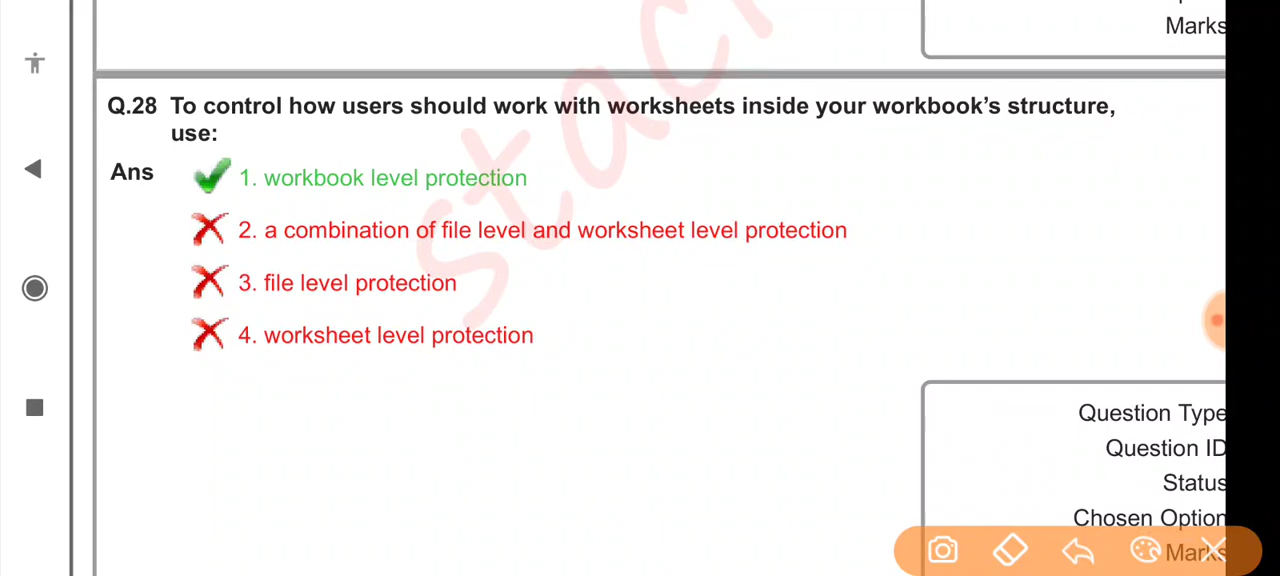 Marks
Q.28 To control how users should work with worksheets inside your workbook's structure,
use:
Ans
1. workbook level protection
2. a combination of file level and worksheet level protection
3. file level protection
4. worksheet level protection
stac
Question Type
Question ID
Status
Chosen Option
Marks